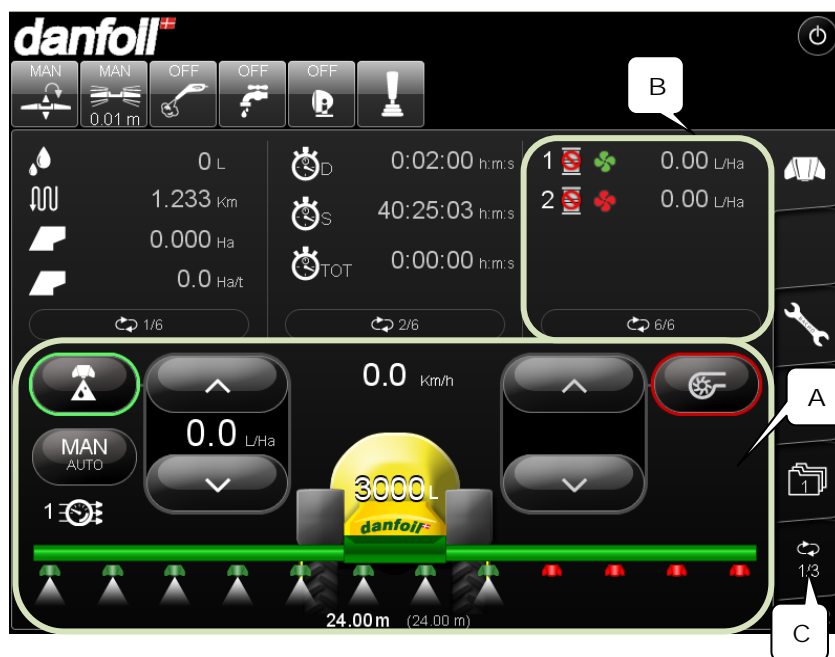 danfoil
MAN MAN OFF OFF OFF
0.01 m
B
0 L
1.233 Km
0.000 Ha
0.0 Ha/t
1/6
D 0:02:00 h:m:s
S 40:25:03 h:m:s
TOT 0:00:00 h:m:s
2/6
1 0.00 L/Ha
2 0.00 L/Ha
6/6
0.0 Km/h
A
MAN
AUTO
0.0 L/Ha
1
3000 L
danfoil
1
24.00 m (24.00 m)
1/3
C